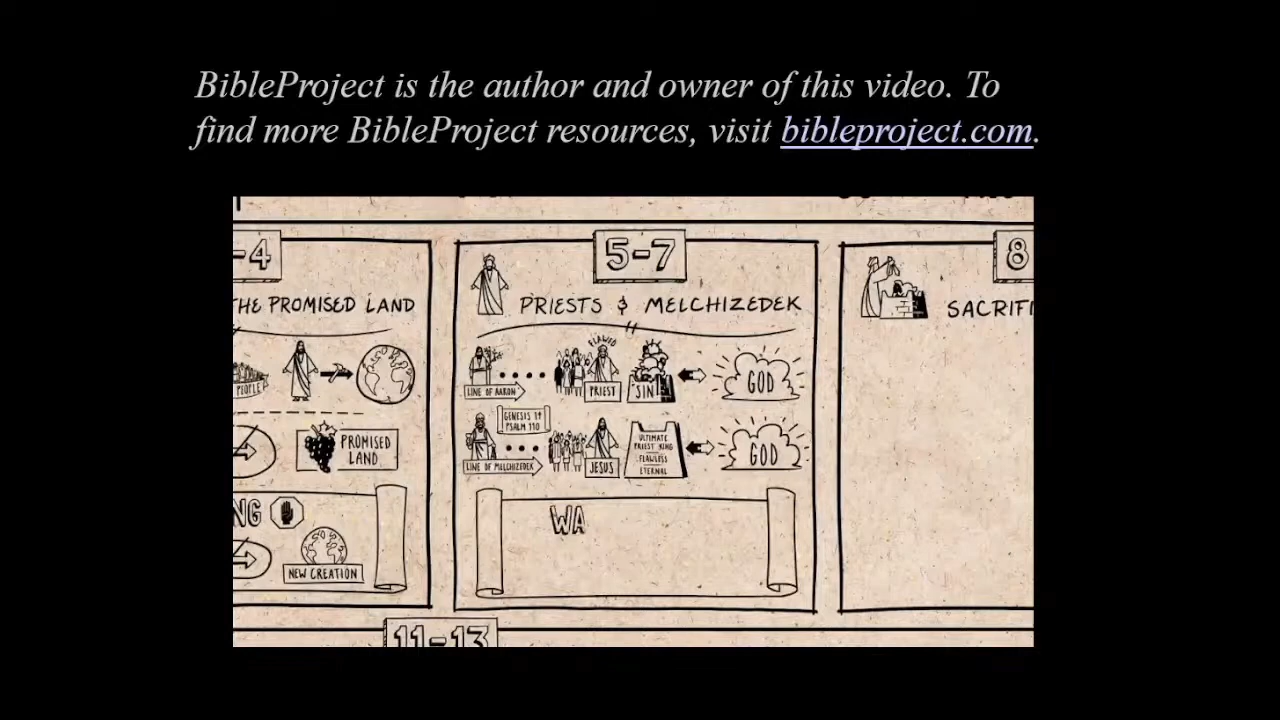 BibleProject is the author and owner of this video. To
find more BibleProject resources, visit bibleproject.com.
-4
5-7
8
THE PROMISED LAND
PRIESTS & MELCHIZEDEK
SACRIFI
FLAWED
PEOPLE
LINE OF AARON
PRIEST
SIN
GOD
GENESIS 14
PSALM 110
PROMISED
LAND
LINE OF MELCHIZEDEK
JESUS
ULTIMATE
PRIEST KING
FLAWLESS
ETERNAL
GOD
NG
WA
NEW CREATION
11-13